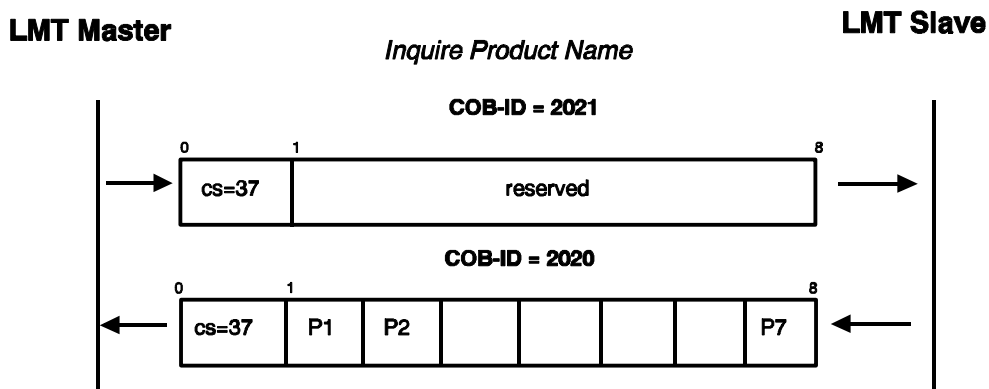 LMT Master
LMT Slave
Inquire Product Name
COB-ID = 2021
0 1 8
cs=37 reserved
COB-ID = 2020
0 1 8
cs=37 P1 P2 P7